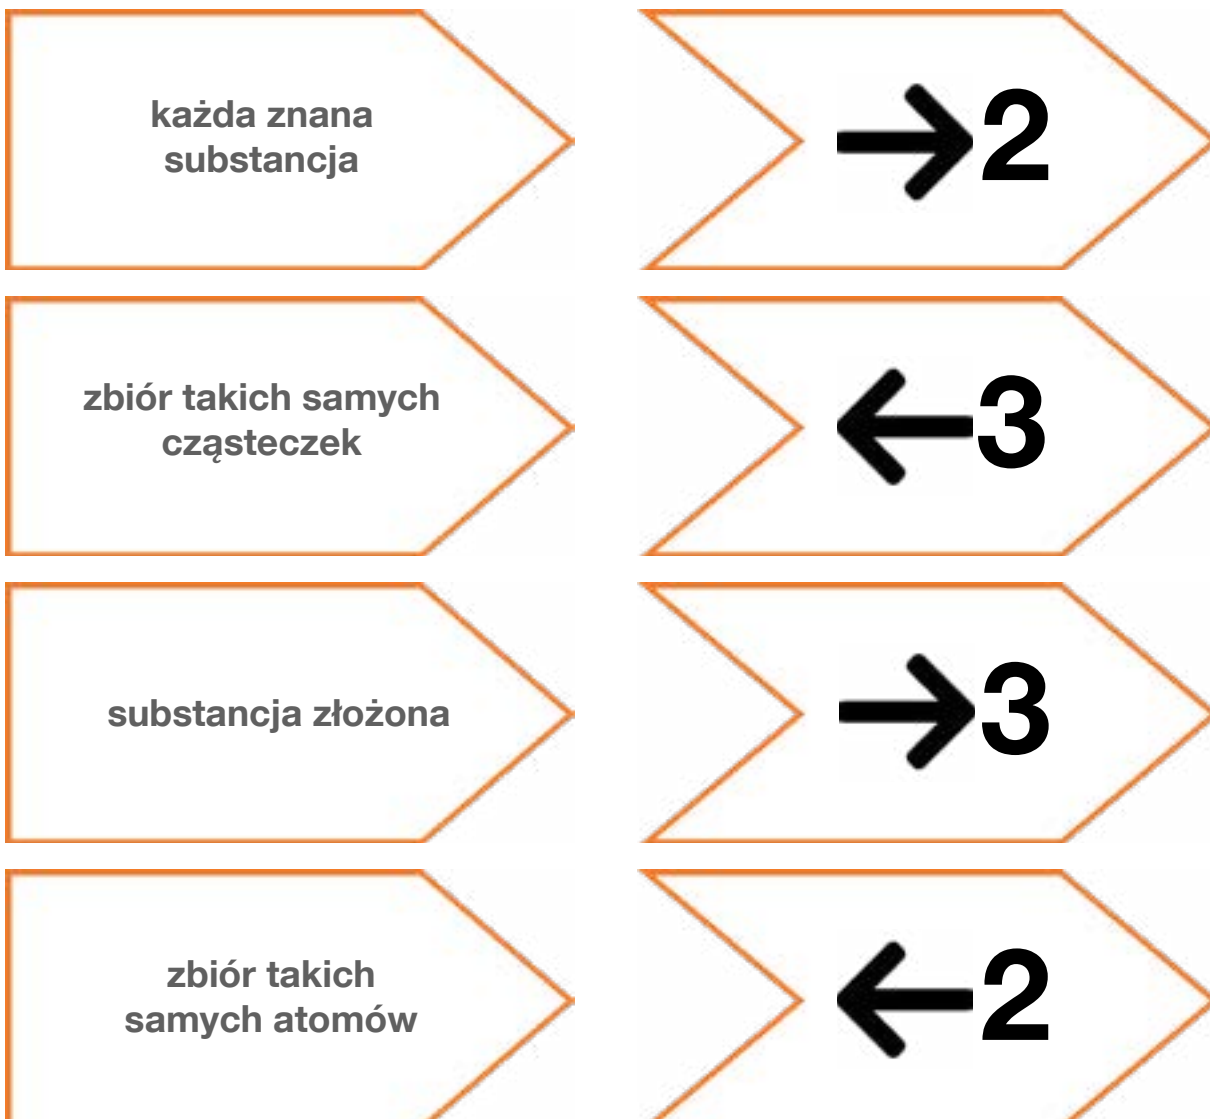 każda znana
substancja
→2
zbiór takich samych
cząsteczek
←3
substancja złożona
→3
zbiór takich
samych atomów
←2